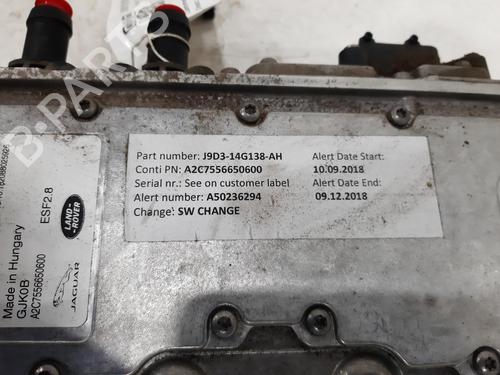 Part number: J9D3-14G138-AH Alert Date Start:
Conti PN: A2C7556650600 10.09.2018
Serial nr.: See on customer label Alert Date End:
Alert number: A50236294 09.12.2018
Change: SW CHANGE
ESF2.8
LAND-
ROVER
Made in Hungary
GJK0B
A2C7556650600
JAGUAR
B-PARTS